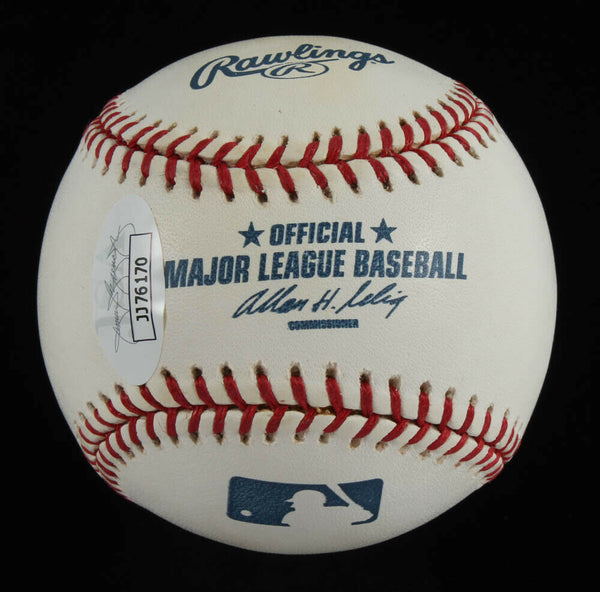 Rawlings
R
★ OFFICIAL ★
MAJOR LEAGUE BASEBALL
Allan H. Selig
COMMISSIONER
JJ76170